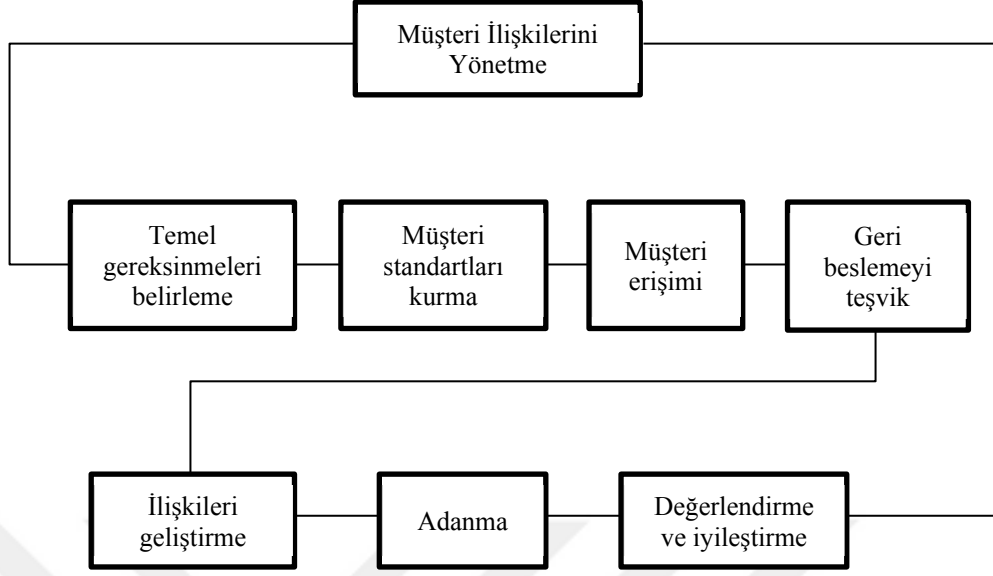 Müşteri İlişkilerini
Yönetme
Temel
gereksinmeleri
belirleme
Müşteri
standartları
kurma
Müşteri
erişimi
Geri
beslemeyi
teşvik
İlişkileri
geliştirme
Adanma
Değerlendirme
ve iyileştirme